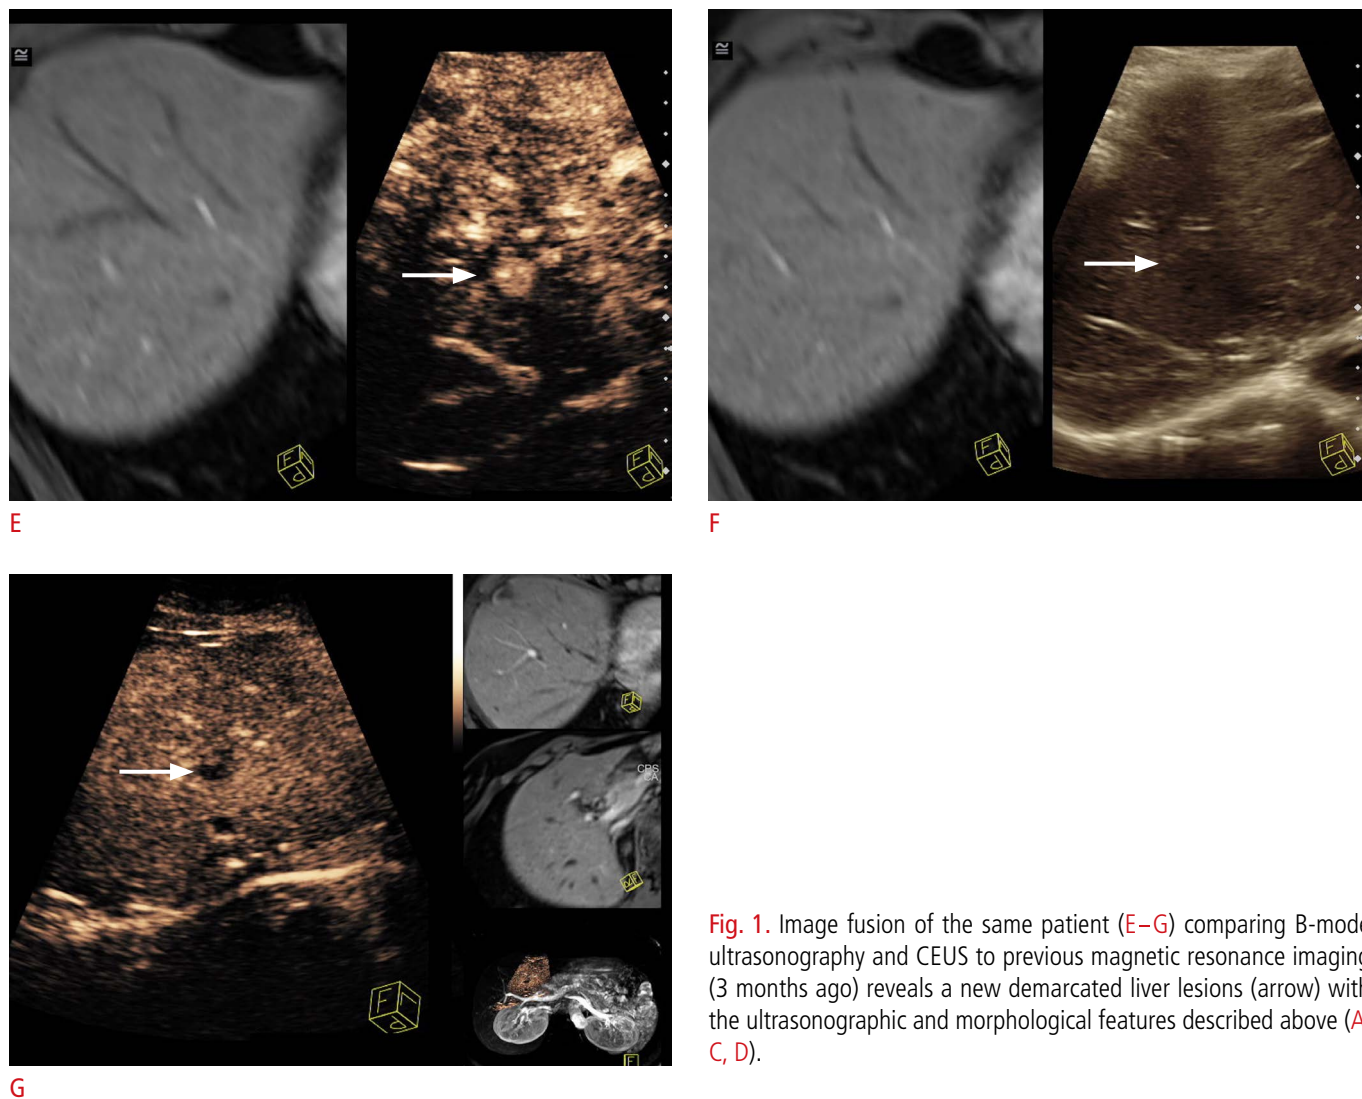 E
F
CPS
G
Fig. 1. Image fusion of the same patient (E–G) comparing B-mode
ultrasonography and CEUS to previous magnetic resonance imaging
(3 months ago) reveals a new demarcated liver lesions (arrow) with
the ultrasonographic and morphological features described above (A,
C, D).